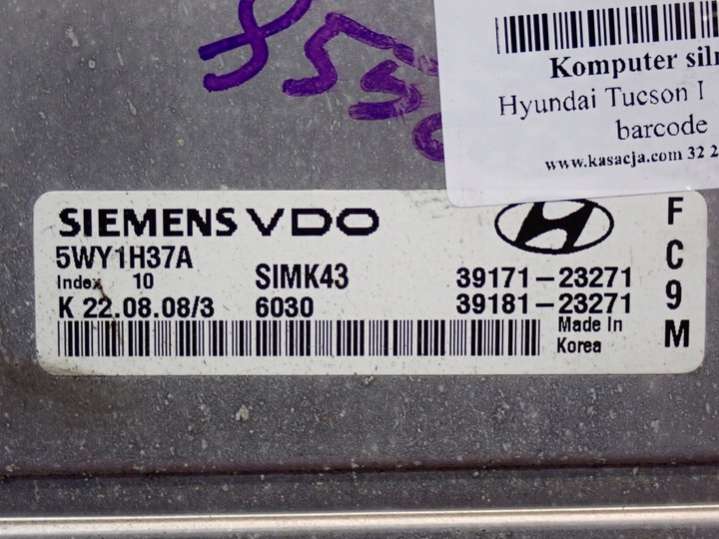 Komputer
Hyundai Tucson I
barcode
www.kasacja.com 32 2
SIEMENS VDO
5WY1H37A
Index 10 SIMK43 39171-23271
K 22.08.08/3 6030 39181-23271
Made In
Korea
F
C
9
M